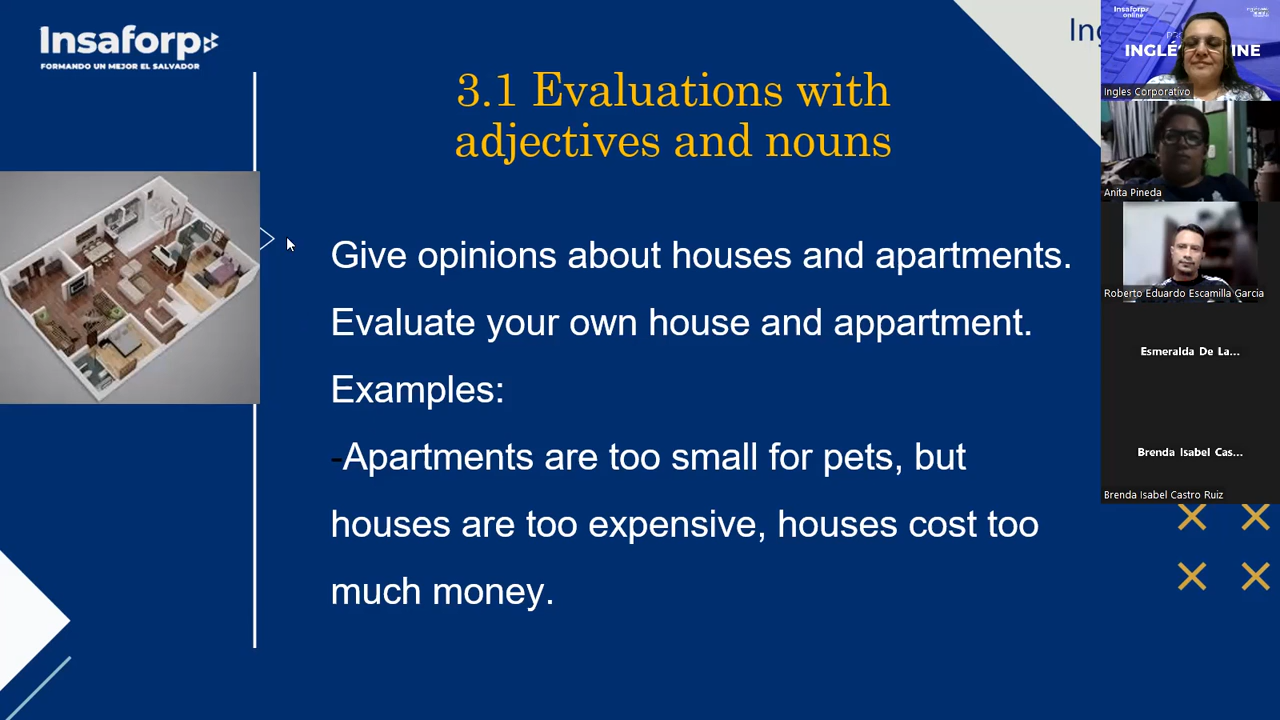 Insaforp
FORMANDO UN MEJOR EL SALVADOR
3.1 Evaluations with
adjectives and nouns
Give opinions about houses and apartments.
Evaluate your own house and appartment.
Examples:
-Apartments are too small for pets, but
houses are too expensive, houses cost too
much money.
Insaforp
online
Ingles Corporativo
Anita Pineda
Roberto Eduardo Escamilla Garcia
Esmeralda De La...
Brenda Isabel Cas...
Brenda Isabel Castro Ruiz